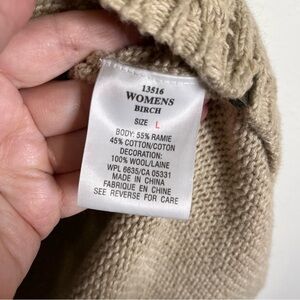 13516
WOMENS
BIRCH
SIZE L
BODY: 55% RAMIE
45% COTTON/COTON
DECORATION:
100% WOOL/LAINE
WPL 6635/CA 05331
MADE IN CHINA
FABRIQUE EN CHINE
SEE REVERSE FOR CARE